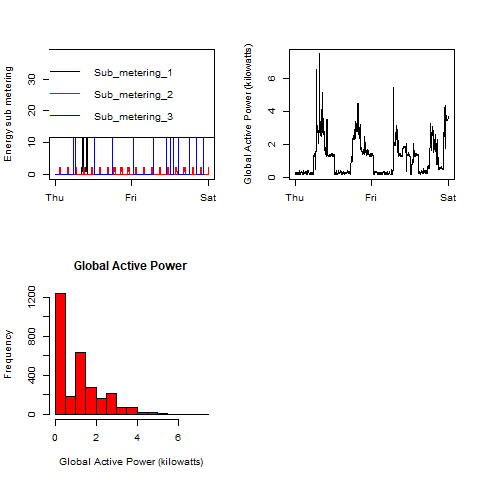 Energy sub metering
0
10
20
30
Sub_metering_1
Sub_metering_2
Sub_metering_3
Thu
Fri
Sat
Global Active Power (kilowatts)
0
2
4
6
Thu
Fri
Sat
Global Active Power
Frequency
0
400
800
1200
0
2
4
6
Global Active Power (kilowatts)